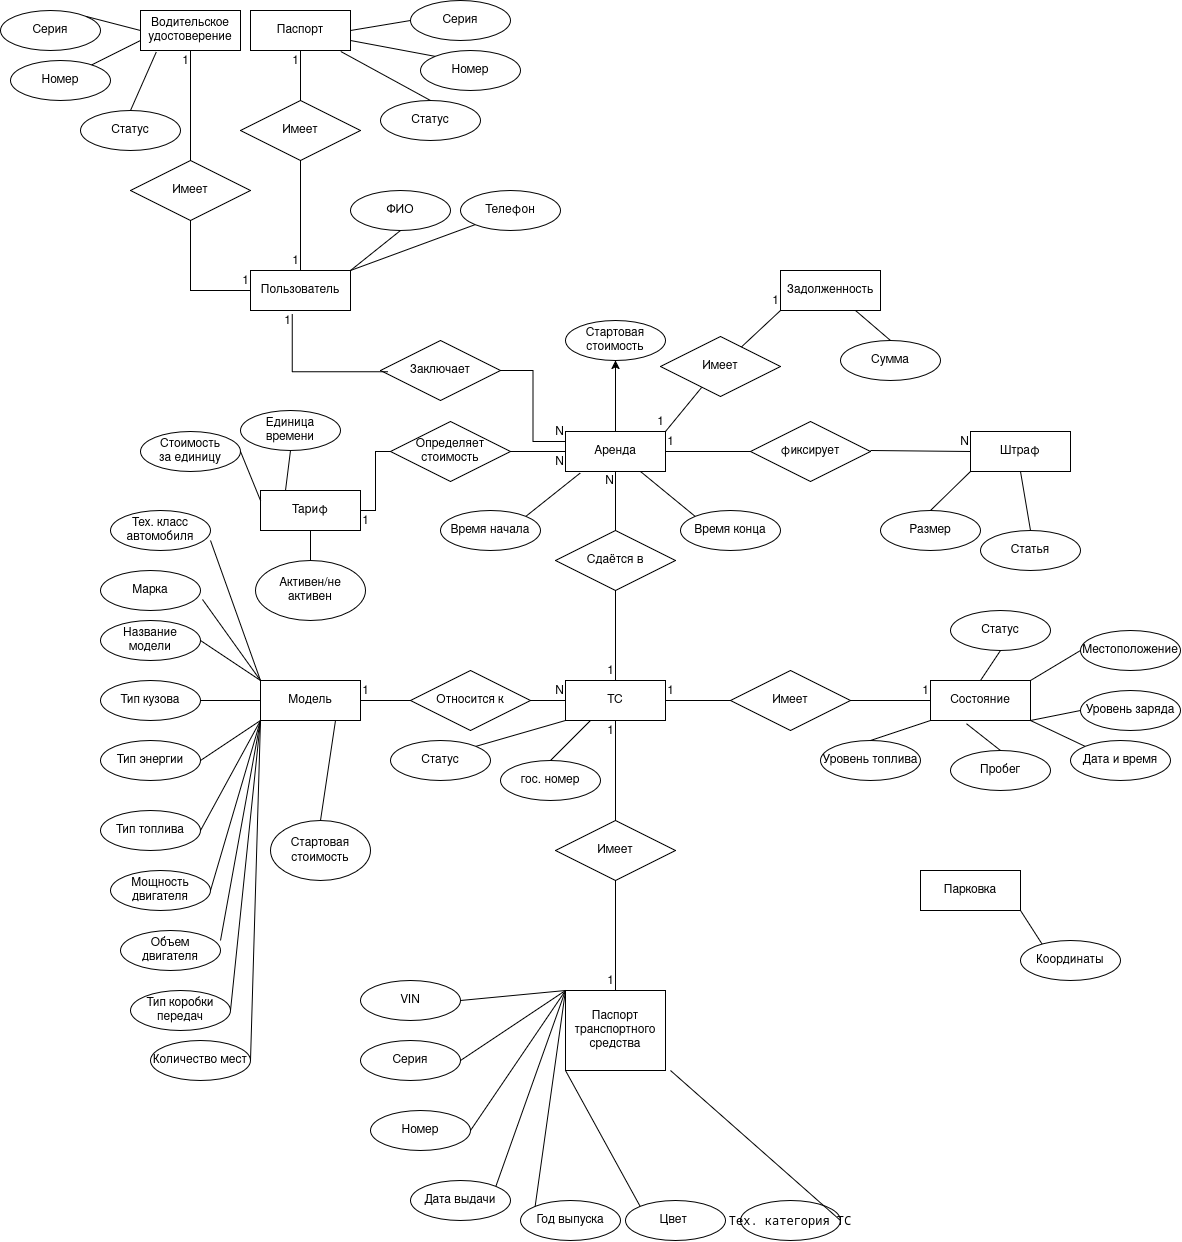 Серия
Водительское
удостоверение
Паспорт
Серия
Номер
1
1
Номер
Статус
Имеет
Статус
Имеет
ФИО
Телефон
1
1
Пользователь
1
Задолженность
1
Стартовая
стоимость
Заключает
Имеет
Сумма
Единица
времени
Стоимость
за единицу
Определяет
стоимость
N
N
Аренда
1
1
N
фиксирует
N
Штраф
Тариф
1
Время начала
Время конца
Размер
Статья
Тех. класс
автомобиля
Сдаётся в
Активен/не
активен
Марка
Название
модели
Статус
Местоположение
1
Тип кузова
Модель
1
Относится к
N
ТС
1
Имеет
1
Состояние
Уровень заряда
1
Тип энергии
Статус
гос. номер
Уровень топлива
Пробег
Дата и время
Тип топлива
Стартовая
стоимость
Имеет
Мощность
двигателя
Парковка
Объем
двигателя
Координаты
1
Тип коробки
передач
VIN
Паспорт
транспортного
средства
Количество мест
Серия
Номер
Дата выдачи
Год выпуска
Цвет
Тех. категория ТС